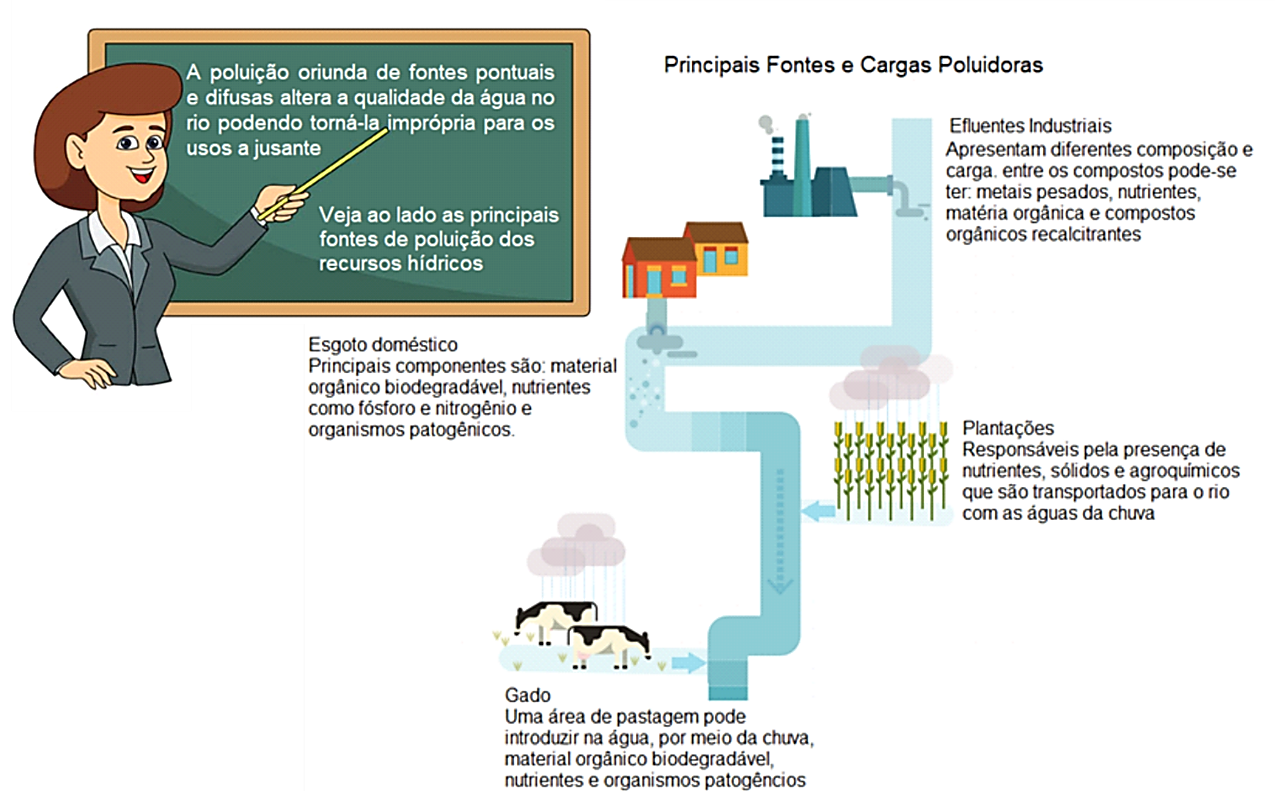 A poluição oriunda de fontes pontuais
e difusas altera a qualidade da água no
rio podendo torná-la imprópria para os
usos a jusante
Veja ao lado as principais
fontes de poluição dos
recursos hídricos
Principais Fontes e Cargas Poluidoras
Efluentes Industriais
Apresentam diferentes composição e
carga. entre os compostos pode-se
ter: metais pesados, nutrientes,
matéria orgânica e compostos
orgânicos recalcitrantes
Esgoto doméstico
Principais componentes são: material
orgânico biodegradável, nutrientes
como fósforo e nitrogênio e
organismos patogênicos.
Plantações
Responsáveis pela presença de
nutrientes, sólidos e agroquímicos
que são transportados para o rio
com as águas da chuva
Gado
Uma área de pastagem pode
introduzir na água, por meio da chuva,
material orgânico biodegradável,
nutrientes e organismos patogêncios